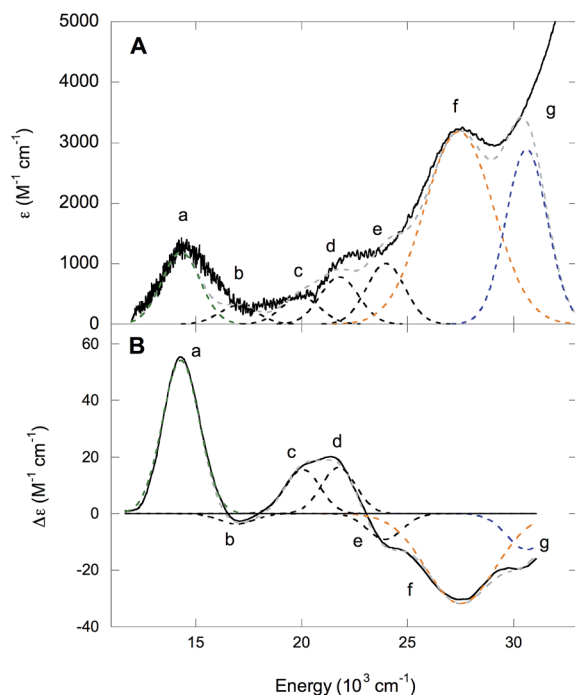 5000
A
f
4000
g
3000
ε (M⁻¹ cm⁻¹)
a
2000
e
d
b
c
1000
0
60
B
a
40
c
d
20
Δε (M⁻¹ cm⁻¹)
0
b
e
-20
f
g
-40
15 20 25 30
Energy (10³ cm⁻¹)